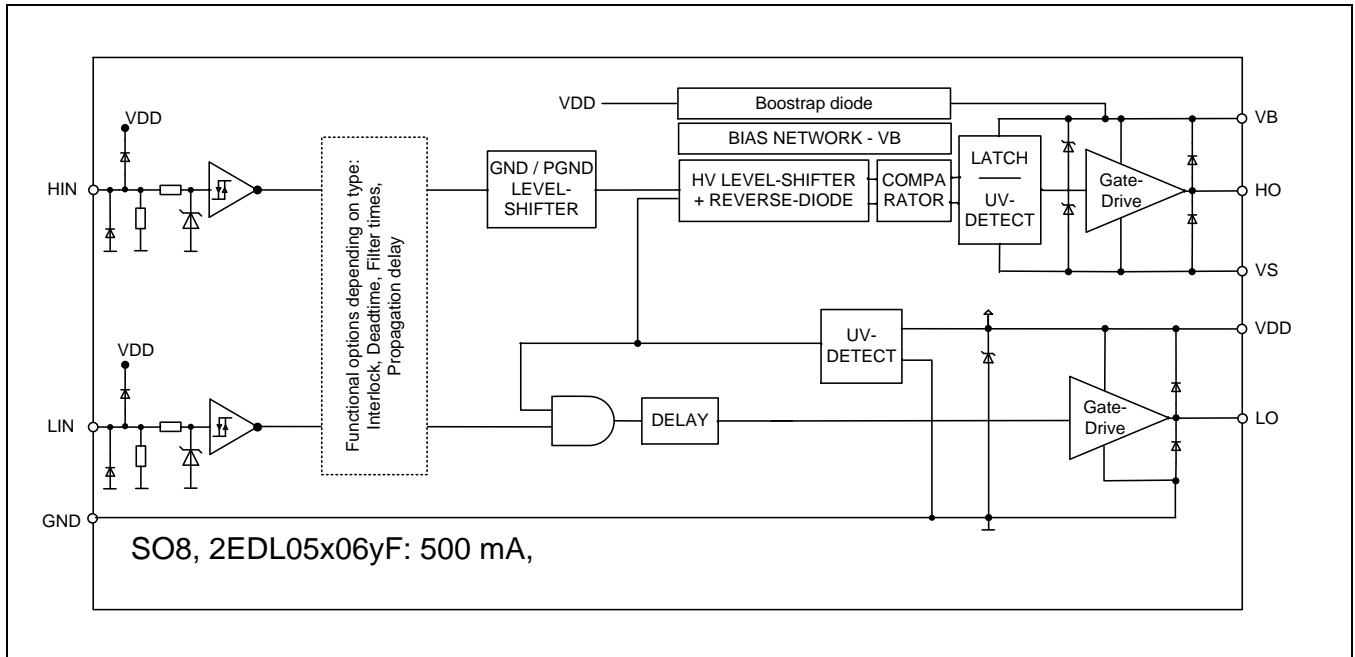 VDD
HIN
Functional options depending on type:
Interlock, Deadtime, Filter times,
Propagation delay
GND / PGND
LEVEL-
SHIFTER
VDD
Boostrap diode
BIAS NETWORK - VB
HV LEVEL-SHIFTER
+ REVERSE-DIODE
COMPA
RATOR
LATCH
UV-
DETECT
Gate-
Drive
VB
HO
VS
VDD
LIN
UV-
DETECT
DELAY
Gate-
Drive
VDD
LO
GND
SO8, 2EDL05x06yF: 500 mA,